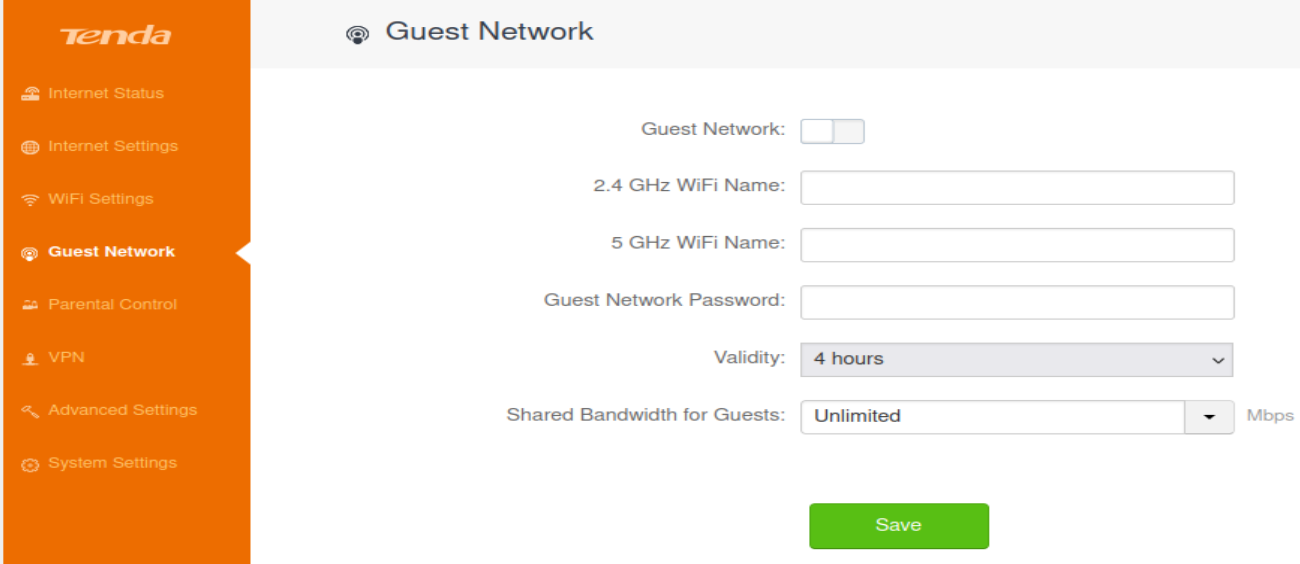 Tenda
Internet Status
Internet Settings
WiFi Settings
Guest Network
Parental Control
VPN
Advanced Settings
System Settings
Guest Network
Guest Network:
2.4 GHz WiFi Name:
5 GHz WiFi Name:
Guest Network Password:
Validity: 4 hours
Shared Bandwidth for Guests: Unlimited Mbps
Save